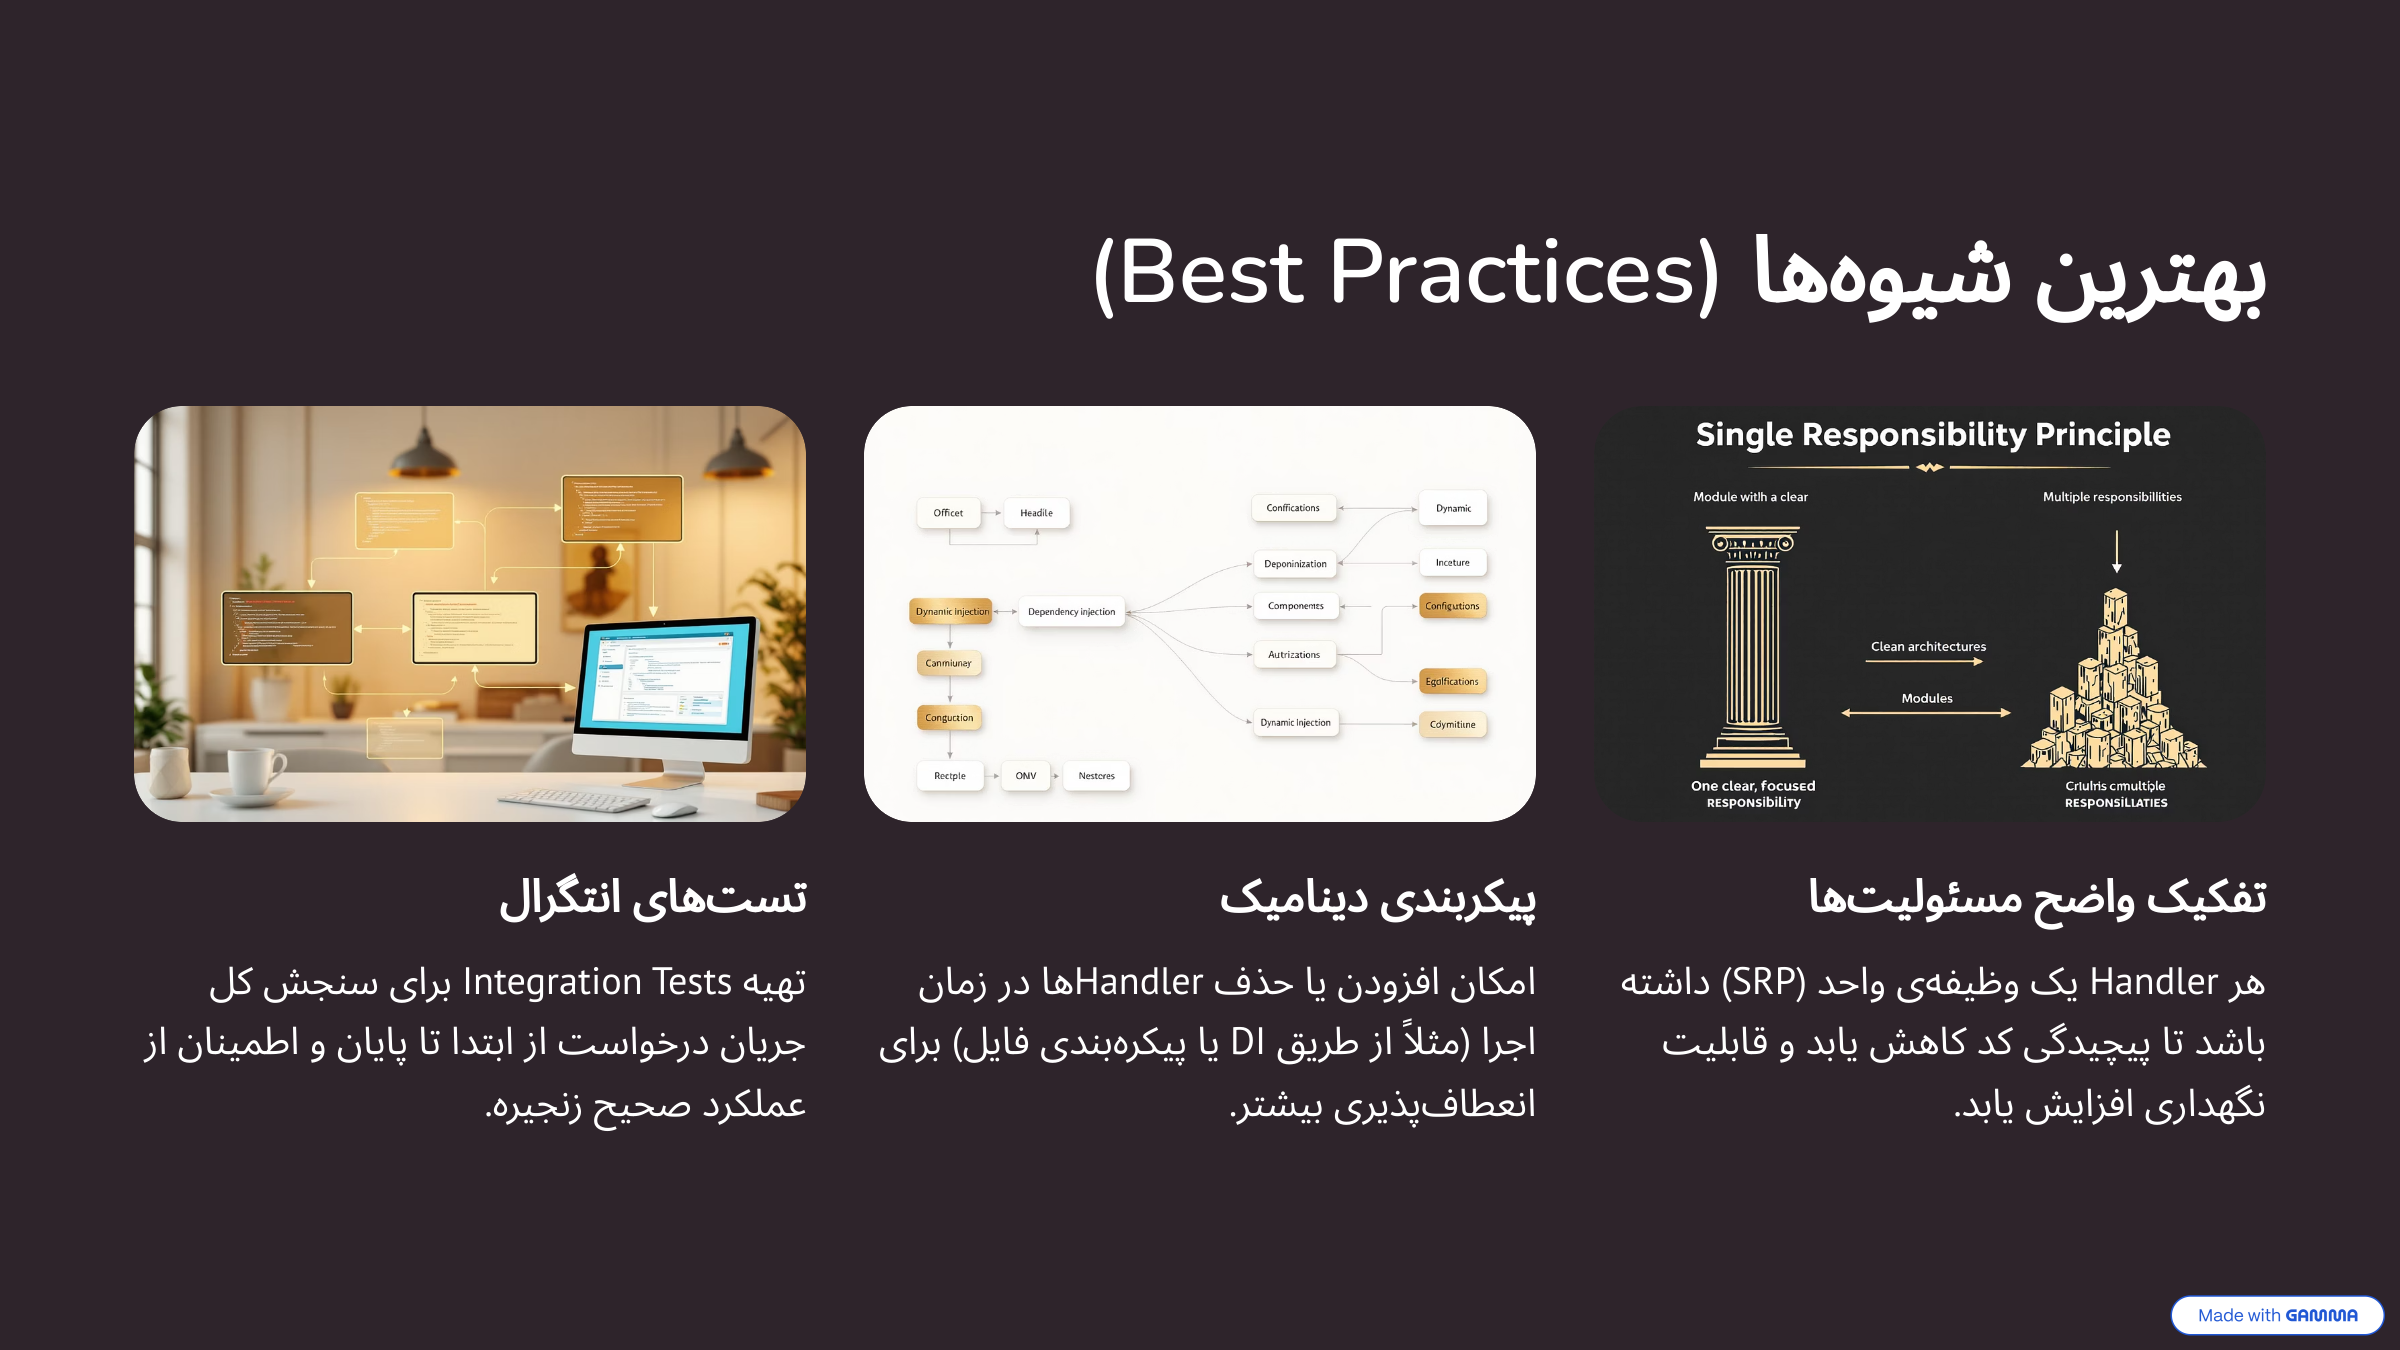 بهترین شیوه‌ها (Best Practices)
Single Responsibility Principle
Module with a clear
Multiple responsibillities
Clean architectures
Modules
One clear, focused
RESPONSIBILITY
Criulris cmultiple
RESPONSILLATIES
تفکیک واضح مسئولیت‌ها
هر Handler یک وظیفه‌ی واحد (SRP) داشته
باشد تا پیچیدگی کد کاهش یابد و قابلیت
نگهداری افزایش یابد.
Officet
Headile
Conffications
Dynamic
Deponinization
Inceture
Dynamic Injection
Dependency injection
Components
Configutions
Canmiunay
Autrizations
Egolfications
Conguction
Dynamic Injection
Cdymitiune
Rectple
ONV
Nestores
پیکربندی دینامیک
امکان افزودن یا حذف Handlerها در زمان
اجرا (مثلاً از طریق DI یا پیکره‌بندی فایل) برای
انعطاف‌پذیری بیشتر.
تست‌های انتگرال
تهیه Integration Tests برای سنجش کل
جریان درخواست از ابتدا تا پایان و اطمینان از
عملکرد صحیح زنجیره.
Made with GAMMA